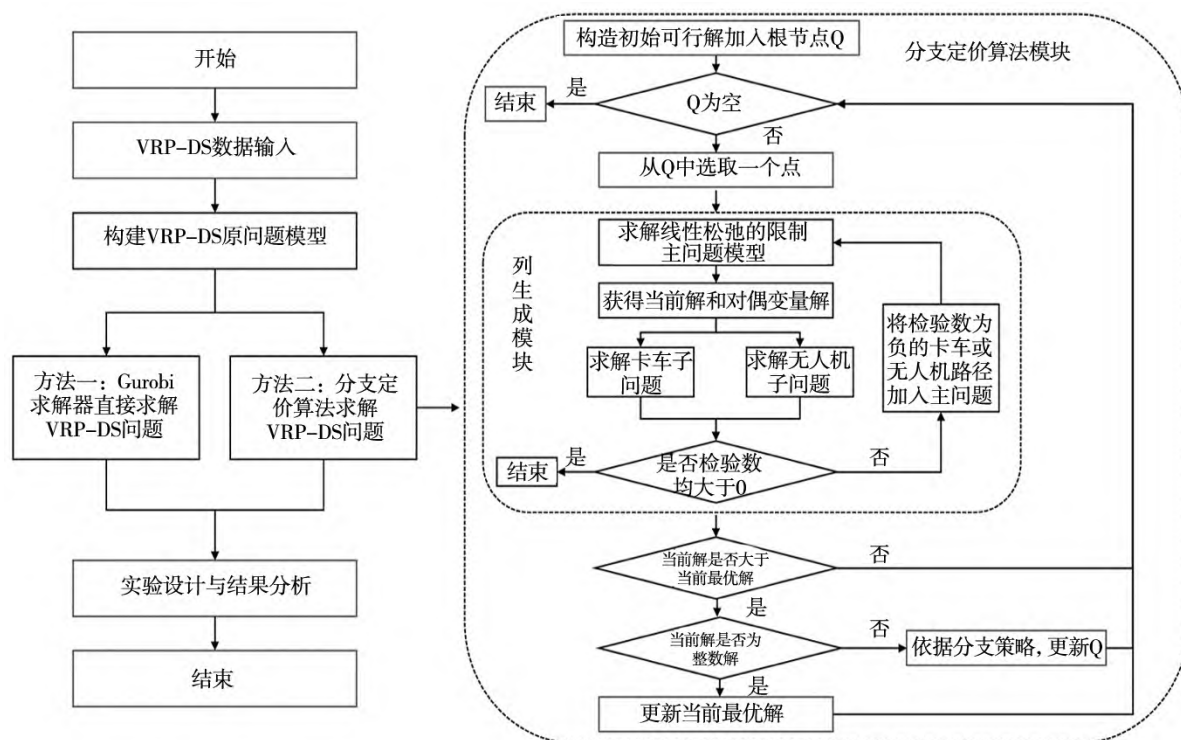 开始
VRP-DS数据输入
构建VRP-DS原问题模型
方法一：Gurobi
求解器直接求解
VRP-DS问题
方法二：分支定
价算法求解
VRP-DS问题
实验设计与结果分析
结束
分支定价算法模块
构造初始可行解加入根节点Q
Q为空
是
结束
否
从Q中选取一个点
列
生
成
模
块
求解线性松弛的限制
主问题模型
获得当前解和对偶变量解
求解卡车子
问题
求解无人机
子问题
将检验数为
负的卡车或
无人机路径
加入主问题
是否检验数
均大于0
是
结束
否
当前解是否大于
当前最优解
否
是
当前解是否为
整数解
否
依据分支策略，更新Q
是
更新当前最优解